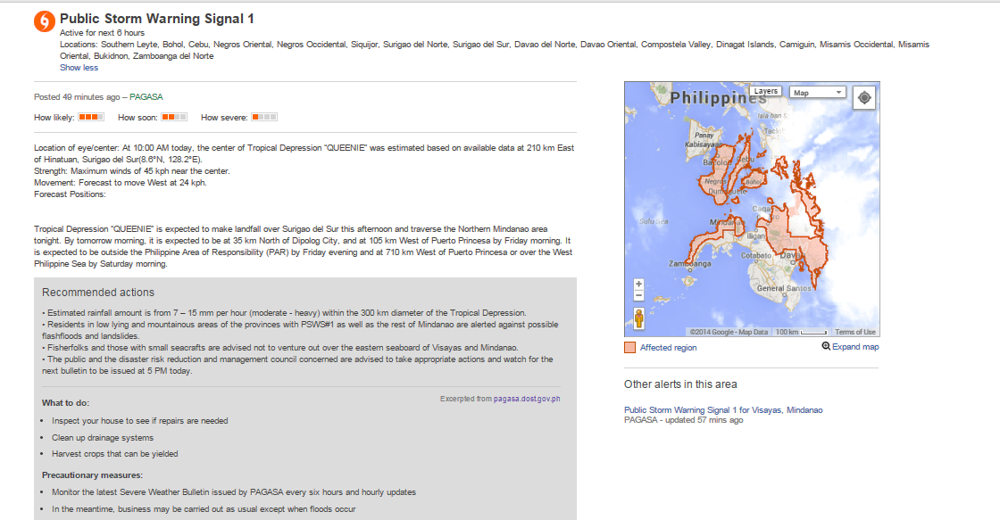 Public Storm Warning Signal 1
Active for next 6 hours
Locations: Southern Leyte, Bohol, Cebu, Negros Oriental, Negros Occidental, Siquijor, Surigao del Norte, Surigao del Sur, Davao del Norte, Davao Oriental, Compostela Valley, Dinagat Islands, Camiguin, Misamis Occidental, Misamis
Oriental, Bukidnon, Zamboanga del Norte
Show less
Posted 49 minutes ago – PAGASA
How likely: How soon: How severe:
Location of eye/center: At 10:00 AM today, the center of Tropical Depression "QUEENIE" was estimated based on available data at 210 km East
of Hinatuan, Surigao del Sur(8.6°N, 128.2°E).
Strength: Maximum winds of 45 kph near the center.
Movement: Forecast to move West at 24 kph.
Forecast Positions:
Tropical Depression "QUEENIE" is expected to make landfall over Surigao del Sur this afternoon and traverse the Northern Mindanao area
tonight. By tomorrow morning, it is expected to be at 35 km North of Dipolog City, and at 105 km West of Puerto Princesa by Friday morning. It
is expected to be outside the Philippine Area of Responsibility (PAR) by Friday evening and at 710 km West of Puerto Princesa or over the West
Philippine Sea by Saturday morning.
Recommended actions
• Estimated rainfall amount is from 7 – 15 mm per hour (moderate - heavy) within the 300 km diameter of the Tropical Depression.
• Residents in low lying and mountainous areas of the provinces with PSWS#1 as well as the rest of Mindanao are alerted against possible
flashfloods and landslides.
• Fisherfolks and those with small seacrafts are advised not to venture out over the eastern seaboard of Visayas and Mindanao.
• The public and the disaster risk reduction and management council concerned are advised to take appropriate actions and watch for the
next bulletin to be issued at 5 PM today.
Excerpted from pagasa.dost.gov.ph
What to do:
• Inspect your house to see if repairs are needed
• Clean up drainage systems
• Harvest crops that can be yielded
Precautionary measures:
• Monitor the latest Severe Weather Bulletin issued by PAGASA every six hours and hourly updates
• In the meantime, business may be carried out as usual except when floods occur
Philippines
Layers
Map
Panay
Kabisayaan
Bacolod
Cebu
Negros
Bohol
Dumaguete
Sulu Sea
Mindanao
Iligan
Cotabato
Davao
Zamboanga
General Santos
+
−
©2014 Google - Map Data
100 km
Terms of Use
Affected region
Expand map
Other alerts in this area
Public Storm Warning Signal 1 for Visayas, Mindanao
PAGASA - updated 57 mins ago